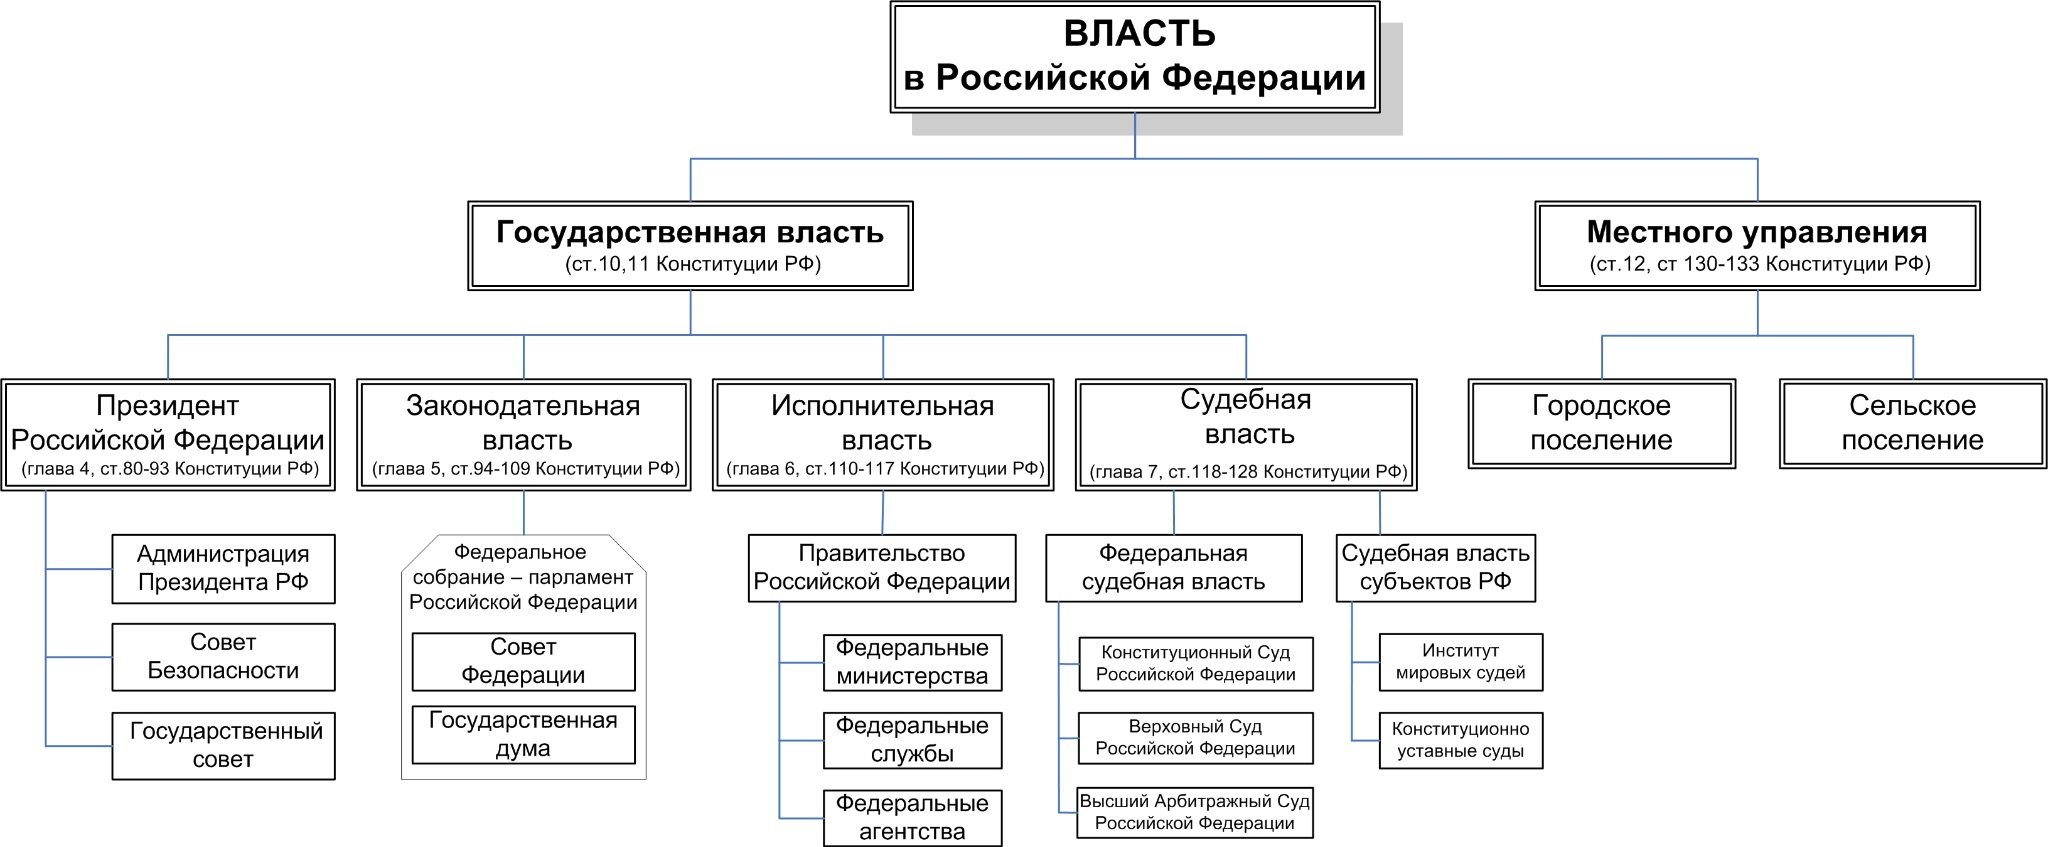 ВЛАСТЬ
в Российской Федерации
Государственная власть
(ст.10,11 Конституции РФ)
Местного управления
(ст.12, ст 130-133 Конституции РФ)
Президент
Российской Федерации
(глава 4, ст.80-93 Конституции РФ)
Законодательная
власть
(глава 5, ст.94-109 Конституции РФ)
Исполнительная
власть
(глава 6, ст.110-117 Конституции РФ)
Судебная
власть
(глава 7, ст.118-128 Конституции РФ)
Городское
поселение
Сельское
поселение
Администрация
Президента РФ
Совет
Безопасности
Государственный
совет
Федеральное
собрание – парламент
Российской Федерации
Совет
Федерации
Государственная
дума
Правительство
Российской Федерации
Федеральные
министерства
Федеральные
службы
Федеральные
агентства
Федеральная
судебная власть
Конституционный Суд
Российской Федерации
Верховный Суд
Российской Федерации
Высший Арбитражный Суд
Российской Федерации
Судебная власть
субъектов РФ
Институт
мировых судей
Конституционно
уставные суды